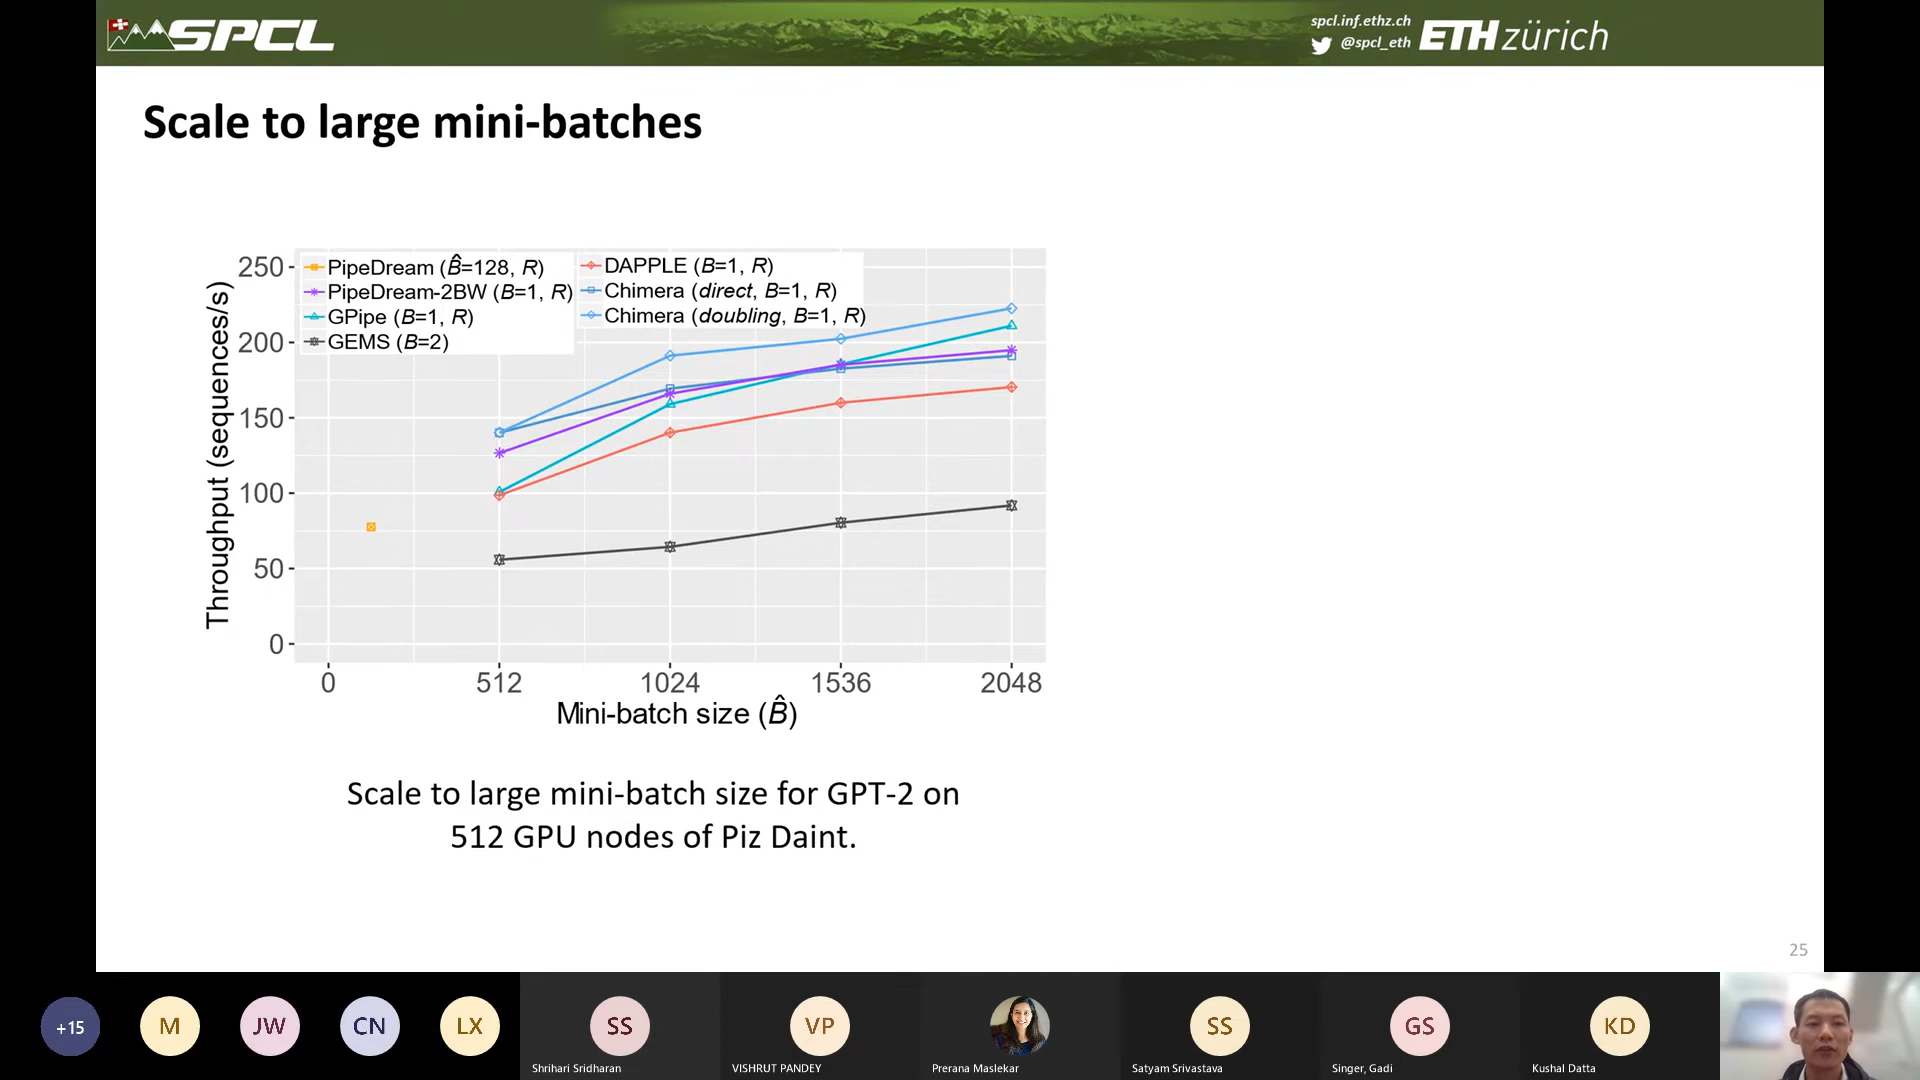 SPCL
spcl.inf.ethz.ch
@spcl_eth
ETH zürich
Scale to large mini-batches
PipeDream (B̂=128, R)
PipeDream-2BW (B=1, R)
GPipe (B=1, R)
GEMS (B=2)
DAPPLE (B=1, R)
Chimera (direct, B=1, R)
Chimera (doubling, B=1, R)
Throughput (sequences/s)
250
200
150
100
50
0
0 512 1024 1536 2048
Mini-batch size (B̂)
Scale to large mini-batch size for GPT-2 on
512 GPU nodes of Piz Daint.
25
+15 M JW CN LX SS VP SS GS KD
Shrihari Sridharan VISHRUT PANDEY Prerana Maslekar Satyam Srivastava Singer, Gadi Kushal Datta